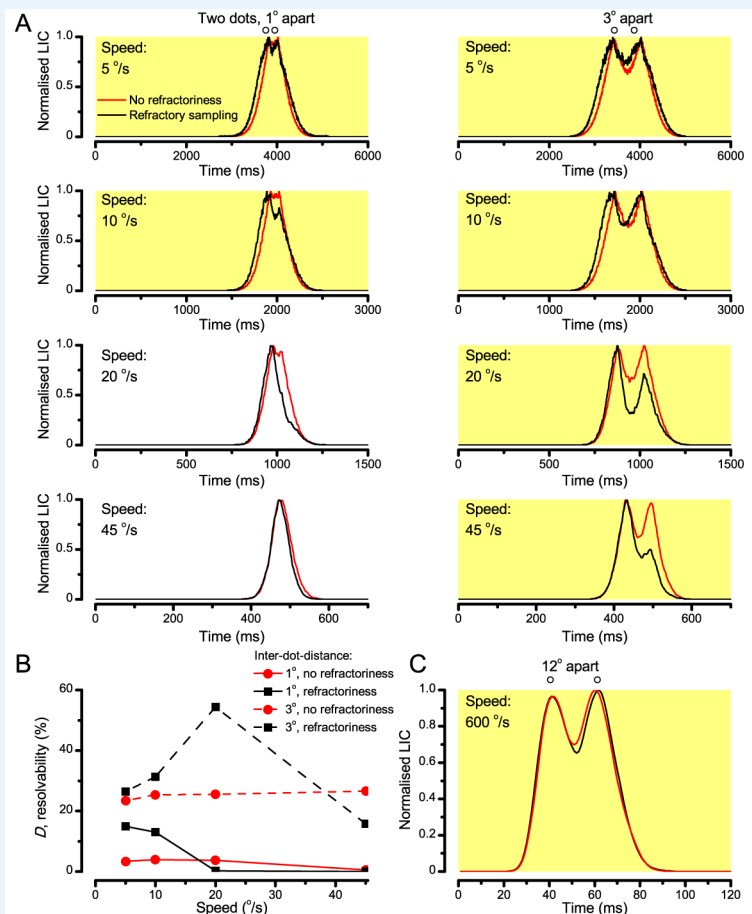 A
Two dots, 1° apart
3° apart
Normalised LIC
1.0
0.5
0
Speed:
5 °/s
No refractoriness
Refractory sampling
0 2000 4000 6000
Time (ms)
Normalised LIC
1.0
0.5
0
Speed:
5 °/s
0 2000 4000 6000
Time (ms)
Normalised LIC
1.0
0.5
0
Speed:
10 °/s
0 1000 2000 3000
Time (ms)
Normalised LIC
1.0
0.5
0
Speed:
10 °/s
0 1000 2000 3000
Time (ms)
Normalised LIC
1.0
0.5
0
Speed:
20 °/s
0 500 1000 1500
Time (ms)
Normalised LIC
1.0
0.5
0
Speed:
20 °/s
0 500 1000 1500
Time (ms)
Normalised LIC
1.0
0.5
0
Speed:
45 °/s
0 200 400 600
Time (ms)
Normalised LIC
1.0
0.5
0
Speed:
45 °/s
0 200 400 600
Time (ms)
B
Inter-dot-distance:
1°, no refractoriness
1°, refractoriness
3°, no refractoriness
3°, refractoriness
D, resolvability (%)
60
40
20
0
0 10 20 30 40
Speed (°/s)
C
12° apart
Normalised LIC
1.0
0.8
0.6
0.4
0.2
0
Speed:
600 °/s
0 20 40 60 80 100 120
Time (ms)